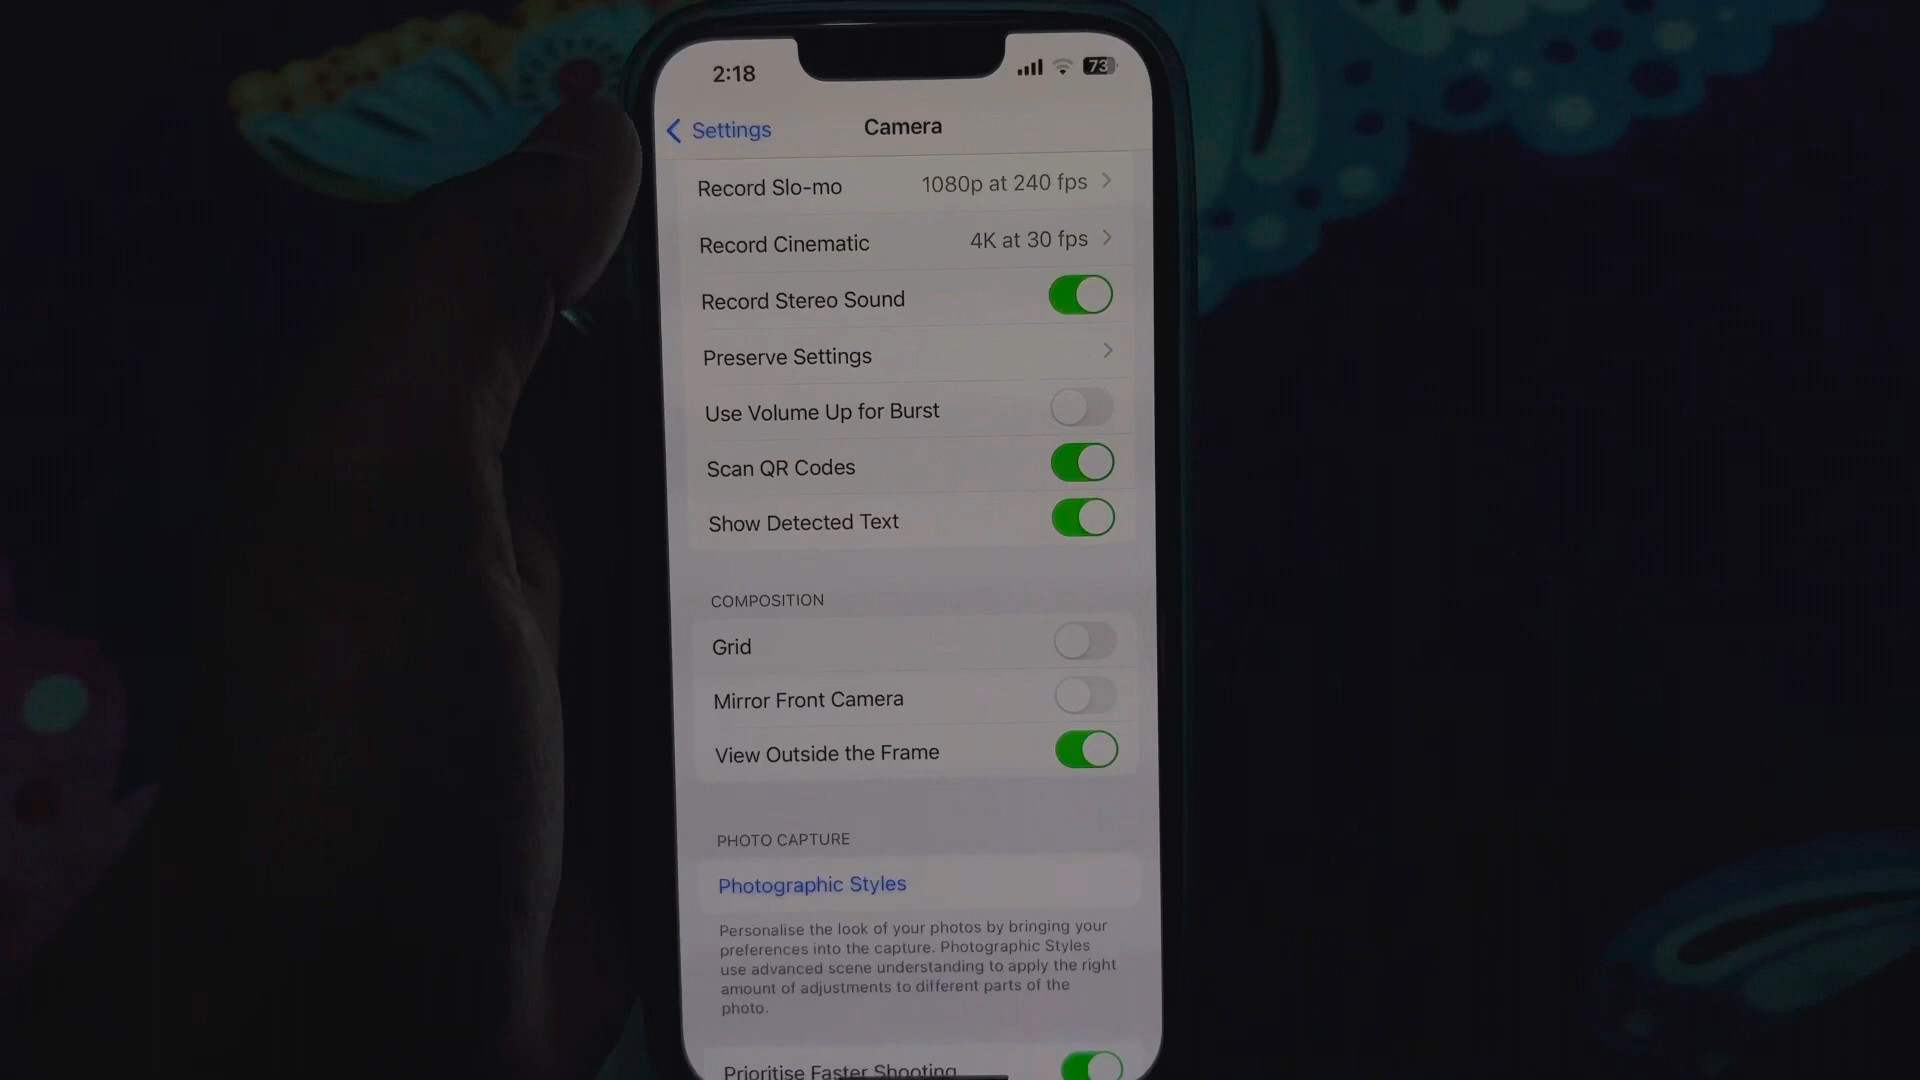 2:18
73
Settings
Camera
Record Slo-mo 1080p at 240 fps
Record Cinematic 4K at 30 fps
Record Stereo Sound
Preserve Settings
Use Volume Up for Burst
Scan QR Codes
Show Detected Text
COMPOSITION
Grid
Mirror Front Camera
View Outside the Frame
PHOTO CAPTURE
Photographic Styles
Personalise the look of your photos by bringing your
preferences into the capture. Photographic Styles
use advanced scene understanding to apply the right
amount of adjustments to different parts of the
photo.
Prioritise Faster Shooting